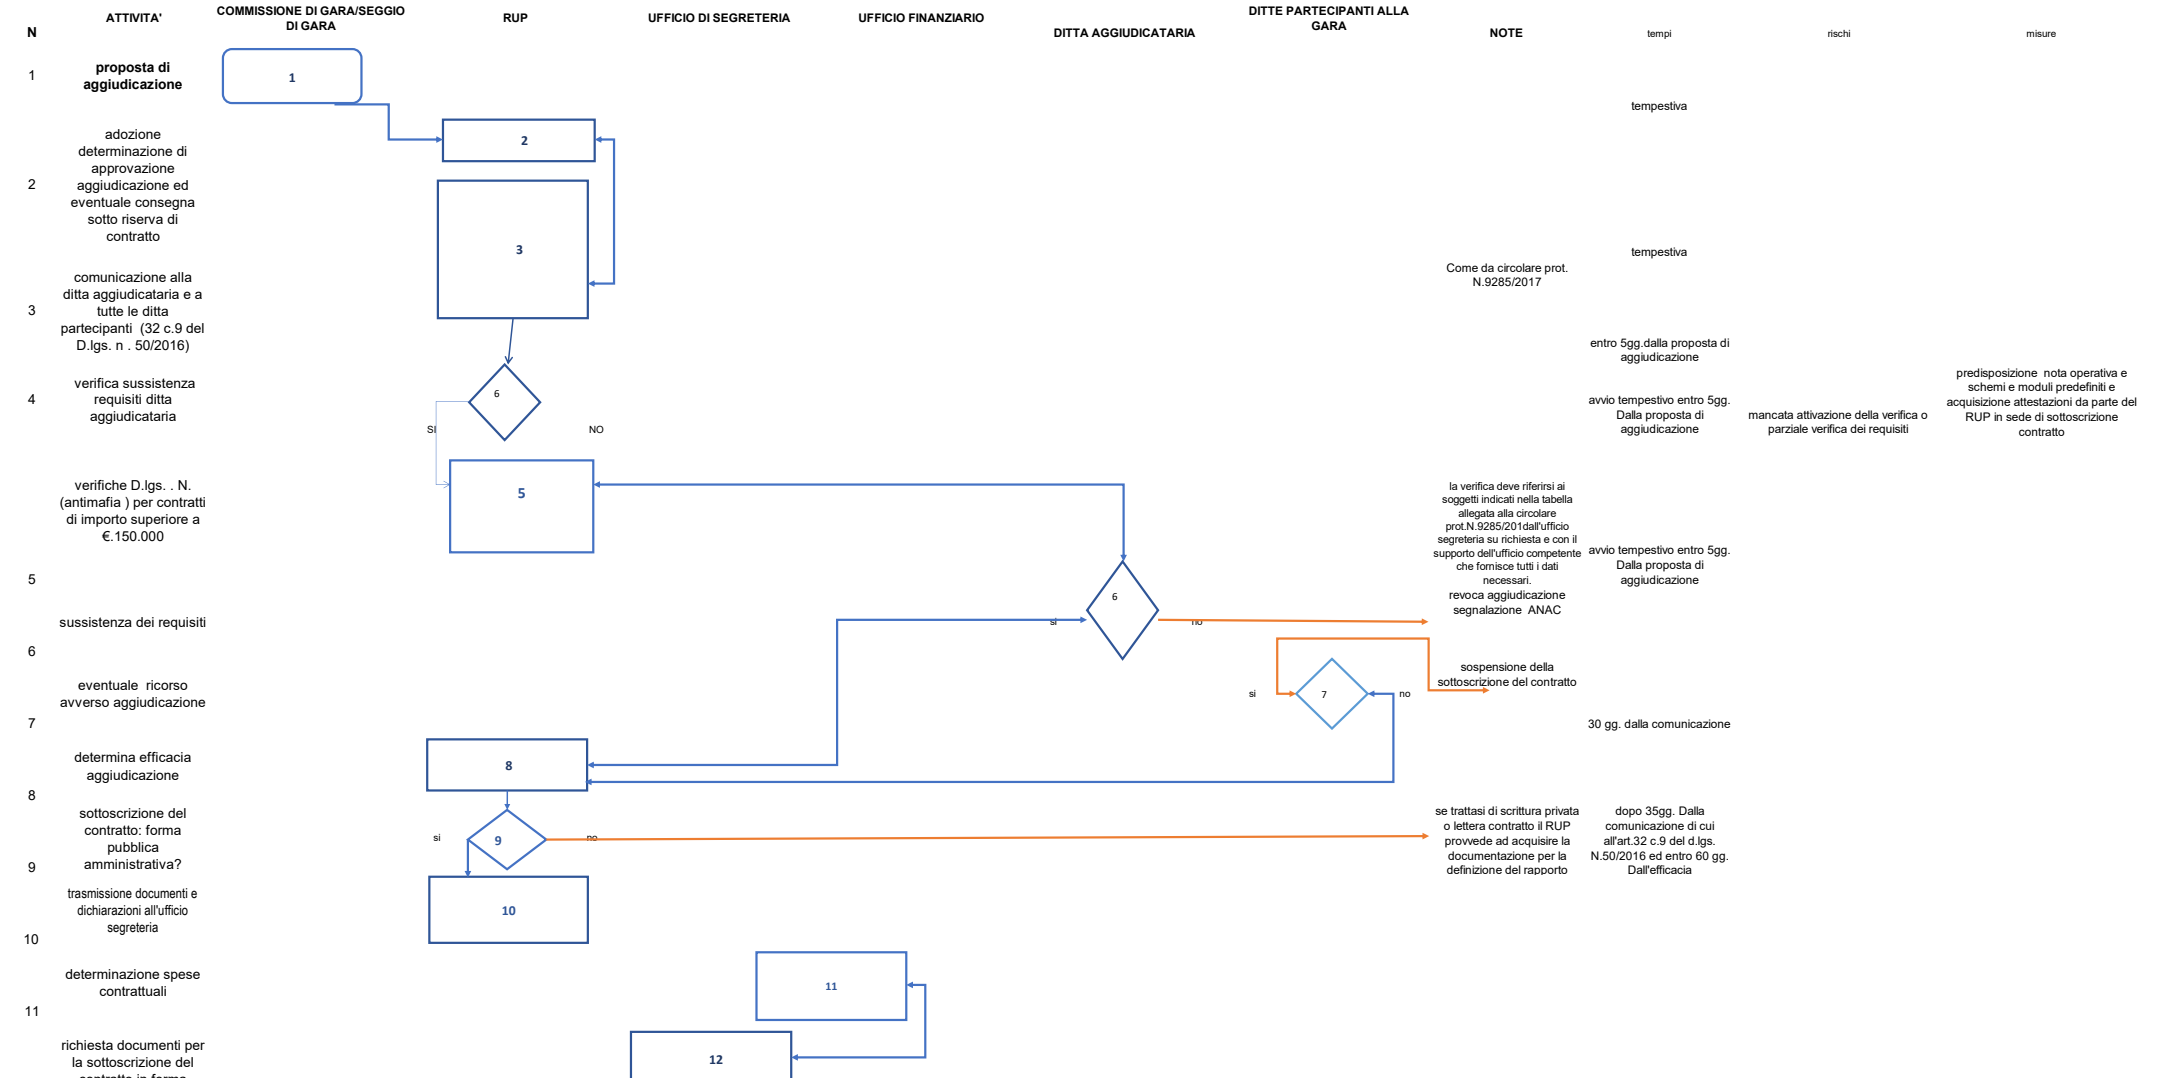 COMMISSIONE DI GARA/SEGGIO
DI GARA
ATTIVITA'
RUP
UFFICIO DI SEGRETERIA
UFFICIO FINANZIARIO
DITTE PARTECIPANTI ALLA
GARA
N
DITTA AGGIUDICATARIA
NOTE
tempi
rischi
misure
1
proposta di
aggiudicazione
1
tempestiva
2
adozione
determinazione di
approvazione
aggiudicazione ed
eventuale consegna
sotto riserva di
contratto
2
tempestiva
3
comunicazione alla
ditta aggiudicataria e a
tutte le ditta
partecipanti (32 c.9 del
D.lgs. n . 50/2016)
3
Come da circolare prot.
N.9285/2017
entro 5gg.dalla proposta di
aggiudicazione
4
verifica sussistenza
requisiti ditta
aggiudicataria
6
SI
NO
avvio tempestivo entro 5gg.
Dalla proposta di
aggiudicazione
mancata attivazione della verifica o
parziale verifica dei requisiti
predisposizione nota operativa e
schemi e moduli predefiniti e
acquisizione attestazioni da parte del
RUP in sede di sottoscrizione
contratto
verifiche D.lgs. . N.
(antimafia ) per contratti
di importo superiore a
€.150.000
5
5
la verifica deve riferirsi ai
soggetti indicati nella tabella
allegata alla circolare
prot.N.9285/201dall'ufficio
segreteria su richiesta e con il
supporto dell'ufficio competente
che fornisce tutti i dati
necessari.
avvio tempestivo entro 5gg.
Dalla proposta di
aggiudicazione
sussistenza dei requisiti
6
6
si
no
revoca aggiudicazione
segnalazione ANAC
eventuale ricorso
avverso aggiudicazione
7
si
7
no
sospensione della
sottoscrizione del contratto
30 gg. dalla comunicazione
determina efficacia
aggiudicazione
8
8
sottoscrizione del
contratto: forma
pubblica
amministrativa?
9
si
9
no
se trattasi di scrittura privata
o lettera contratto il RUP
provvede ad acquisire la
documentazione per la
definizione del rapporto
dopo 35gg. Dalla
comunicazione di cui
all'art.32 c.9 del d.lgs.
N.50/2016 ed entro 60 gg.
Dall'efficacia
trasmissione documenti e
dichiarazioni all'ufficio
segreteria
10
10
determinazione spese
contrattuali
11
11
richiesta documenti per
la sottoscrizione del
contratto in forma
12